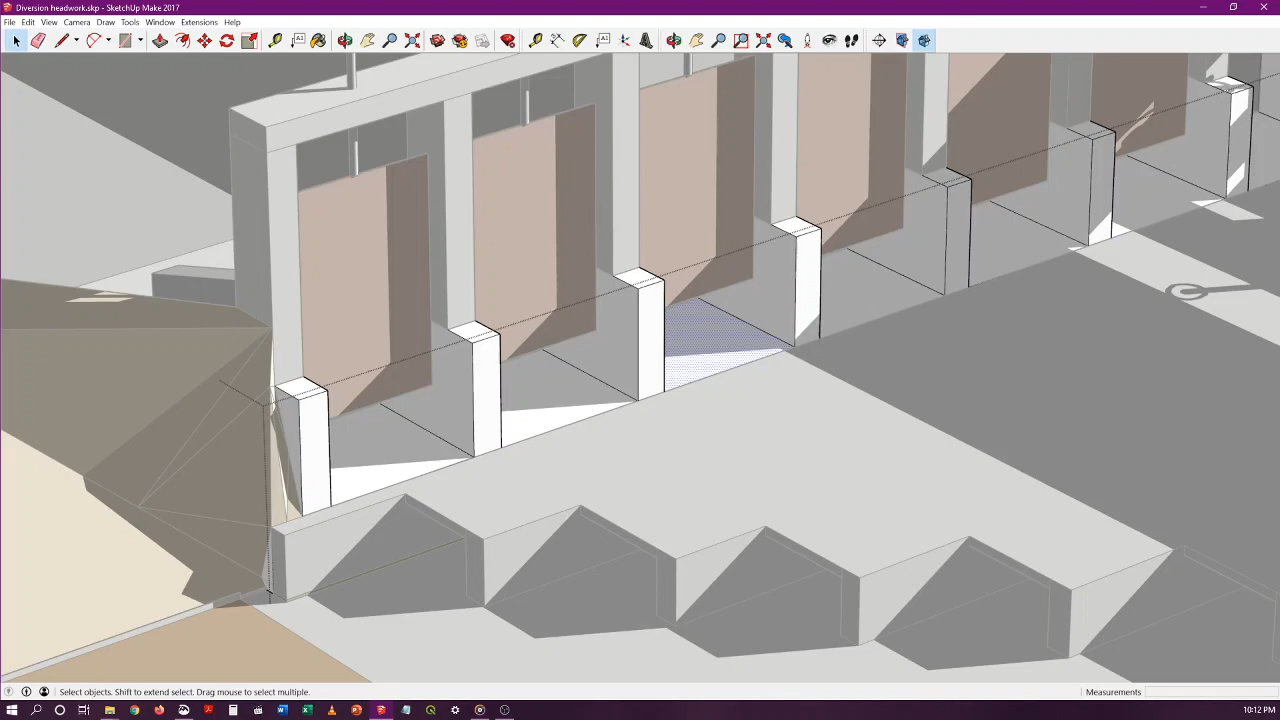 Diversion headwork.skp - SketchUp Make 2017
File Edit View Camera Draw Tools Window Extensions Help
Select objects. Shift to extend select. Drag mouse to select multiple.
Measurements
10:12 PM